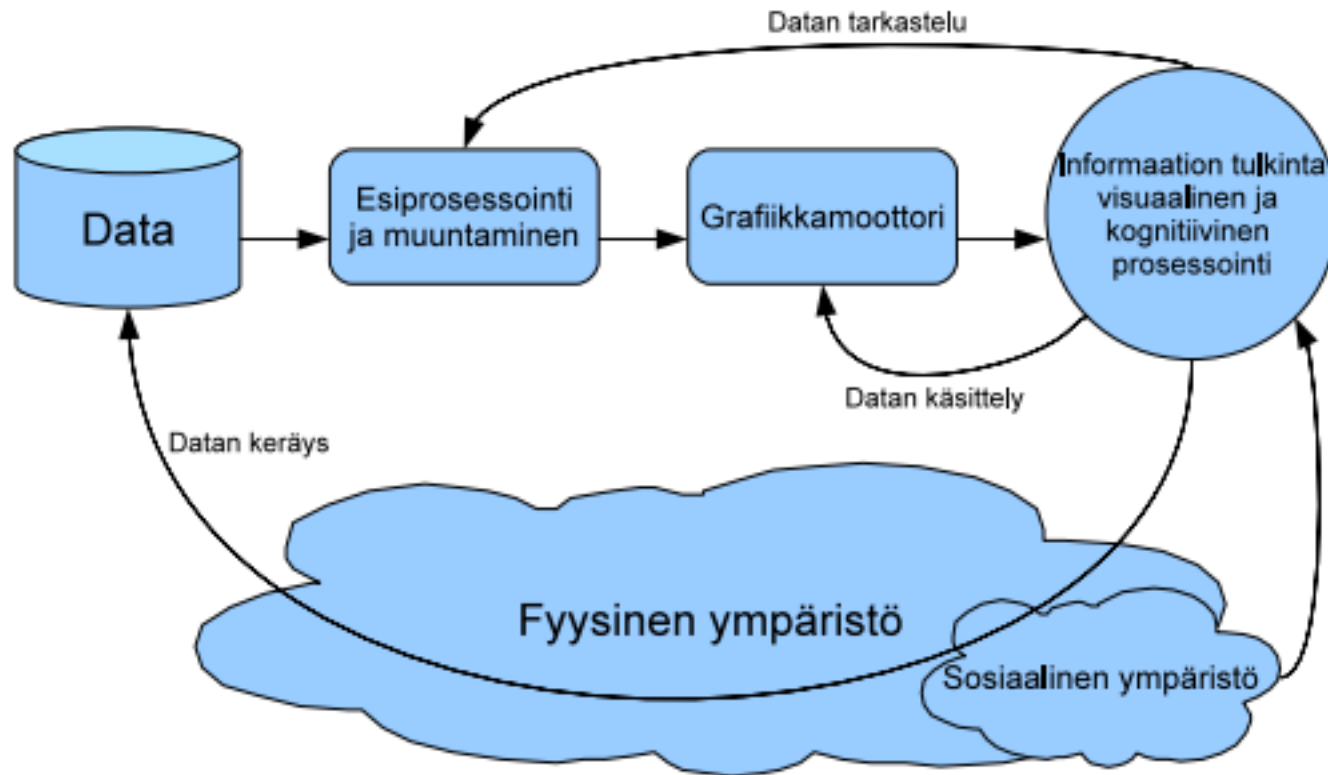 Datan tarkastelu
Data
Esiprosessointi
ja muuntaminen
Grafiikkamoottori
Informaation tulkinta
visuaalinen ja
kognitiivinen
prosessointi
Datan käsittely
Datan keräys
Fyysinen ympäristö
Sosiaalinen ympäristö